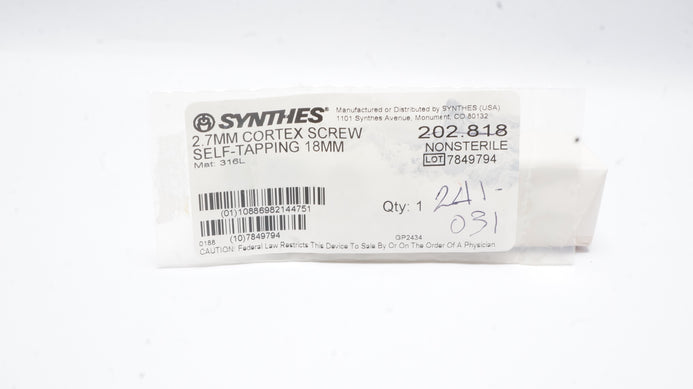 SYNTHES®
Manufactured or Distributed by SYNTHES (USA)
1101 Synthes Avenue, Monument, CO 80132
2.7MM CORTEX SCREW
SELF-TAPPING 18MM
Mat: 316L
202.818
NONSTERILE
LOT 7849794
(01)10886982144751
Qty: 1
241-
031
0188
(10)7849794
GP2434
CAUTION: Federal Law Restricts This Device To Sale By Or On The Order Of A Physician